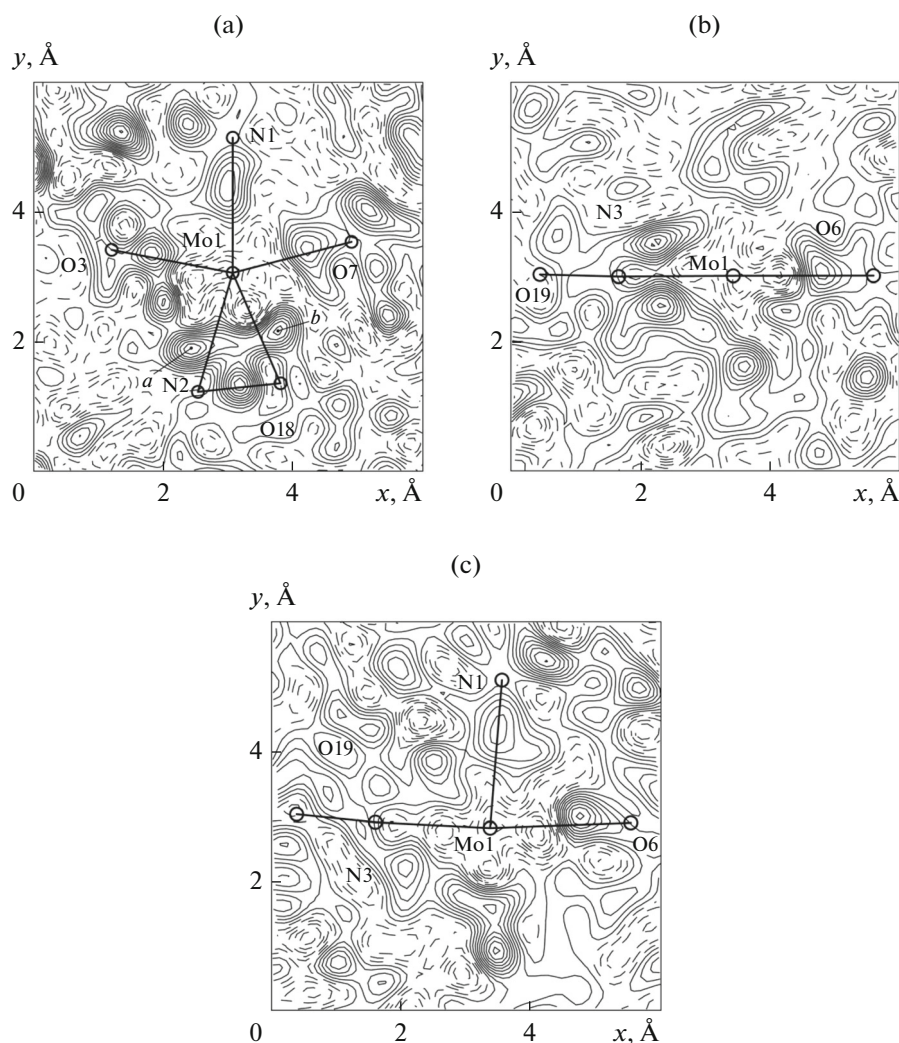 (a)
(b)
y, Å
y, Å
N1
4
4
N3
O6
Mo1
O3
O7
Mo1
O19
b
2
2
a
N2
O18
0
2
4
x, Å
0
2
4
x, Å
(c)
y, Å
N1
O19
4
Mo1
O6
N3
2
0
2
4
x, Å